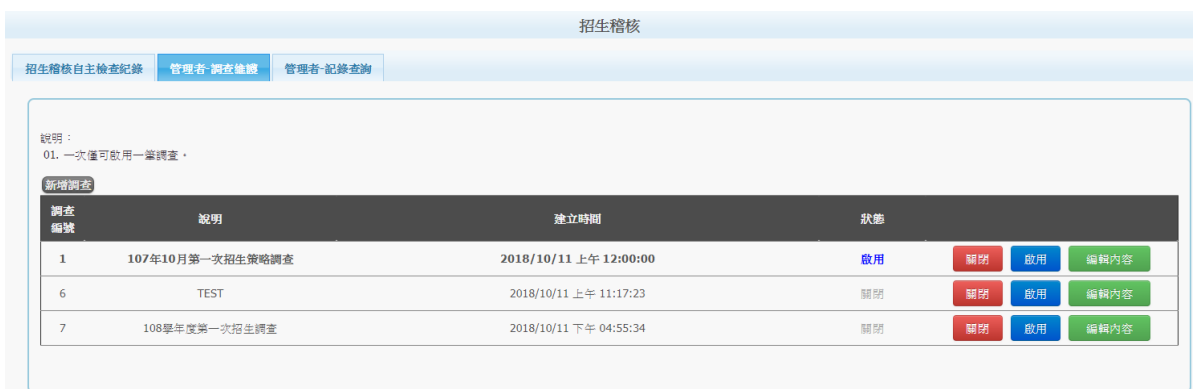 招生稽核
招生稽核自主檢查紀錄 管理者-調查維護 管理者-記錄查詢
說明：
01. 一次僅可啟用一筆調查。
新增調查
調查編號 說明 建立時間 狀態
1 107年10月第一次招生策略調查 2018/10/11 上午 12:00:00 啟用 關閉 啟用 編輯內容
6 TEST 2018/10/11 上午 11:17:23 關閉 關閉 啟用 編輯內容
7 108學年度第一次招生調查 2018/10/11 下午 04:55:34 關閉 關閉 啟用 編輯內容